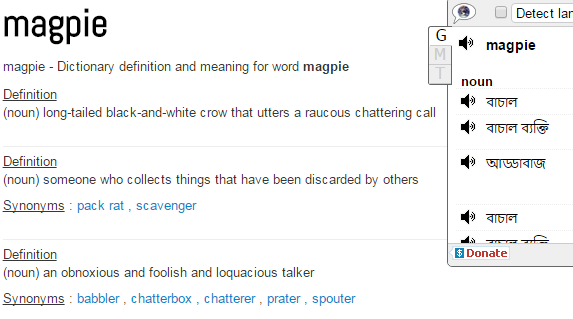 magpie
magpie - Dictionary definition and meaning for word magpie
Definition
(noun) long-tailed black-and-white crow that utters a raucous chattering call
Definition
(noun) someone who collects things that have been discarded by others
Synonyms : pack rat , scavenger
Definition
(noun) an obnoxious and foolish and loquacious talker
Synonyms : babbler , chatterbox , chatterer , prater , spouter
Detect lan
G
M
T
magpie
noun
বাচাল
বাচাল ব্যক্তি
আড্ডাবাজ
বাচাল
বাচাল ব্যক্তি
$ Donate